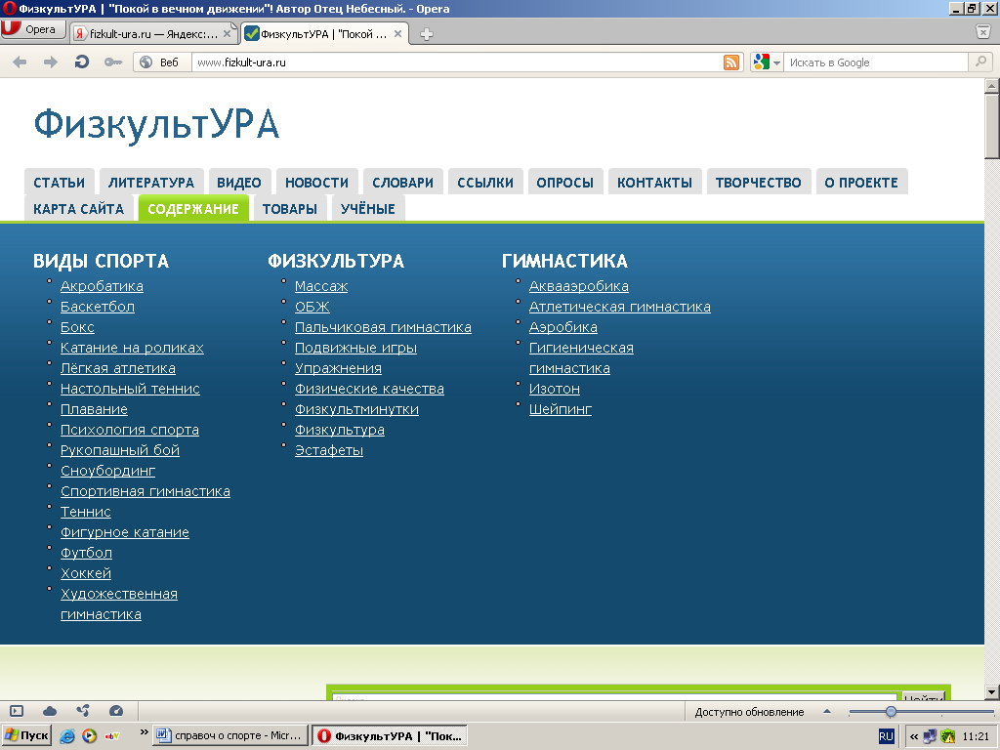 ФизкультУРА | "Покой в вечном движении"! Автор Отец Небесный. - Opera
Opera
fizkult-ura.ru — Яндекс:...
ФизкультУРА | "Покой ...
Веб
www.fizkult-ura.ru
Искать в Google
ФизкультУРА
СТАТЬИ ЛИТЕРАТУРА ВИДЕО НОВОСТИ СЛОВАРИ ССЫЛКИ ОПРОСЫ КОНТАКТЫ ТВОРЧЕСТВО О ПРОЕКТЕ
КАРТА САЙТА СОДЕРЖАНИЕ ТОВАРЫ УЧЁНЫЕ
ВИДЫ СПОРТА
Акробатика
Баскетбол
Бокс
Катание на роликах
Лёгкая атлетика
Настольный теннис
Плавание
Психология спорта
Рукопашный бой
Сноубординг
Спортивная гимнастика
Теннис
Фигурное катание
Футбол
Хоккей
Художественная
гимнастика
ФИЗКУЛЬТУРА
Массаж
ОБЖ
Пальчиковая гимнастика
Подвижные игры
Упражнения
Физические качества
Физкультминутки
Физкультура
Эстафеты
ГИМНАСТИКА
Аквааэробика
Атлетическая гимнастика
Аэробика
Гигиеническая
гимнастика
Изотон
Шейпинг
Найти
Доступно обновление
Пуск
справоч о спорте - Micr...
ФизкультУРА | "Пок...
RU
11:21